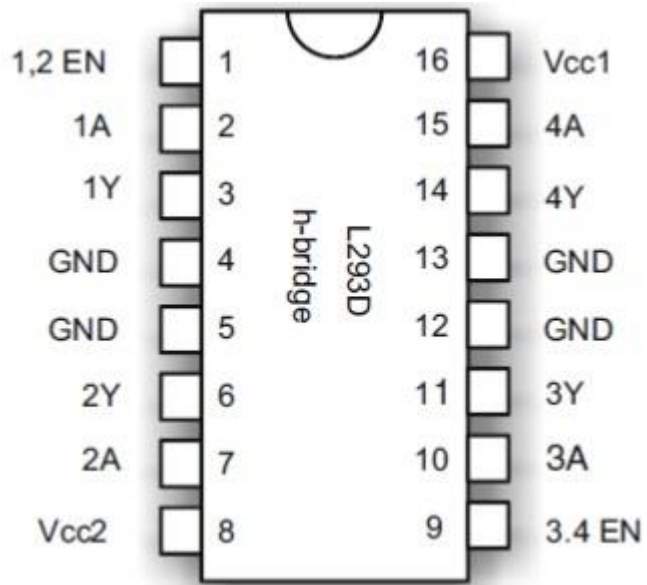 1,2 EN 1 16 Vcc1
1A 2 15 4A
1Y 3 14 4Y
GND 4 13 GND
GND 5 12 GND
2Y 6 11 3Y
2A 7 10 3A
Vcc2 8 9 3.4 EN
L293D
h-bridge